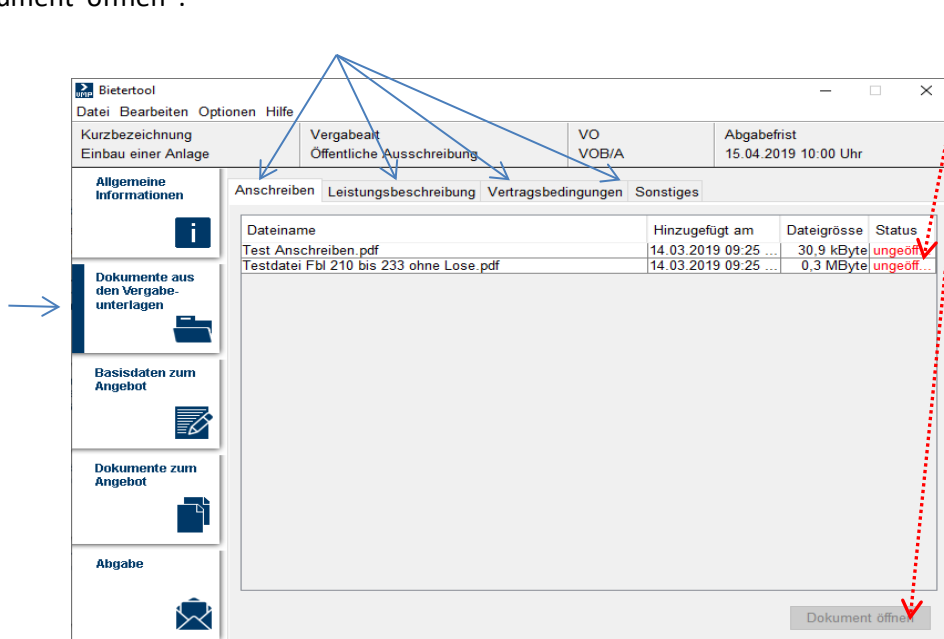 ument öffnen".
Bietertool
Datei Bearbeiten Optionen Hilfe
Kurzbezeichnung Vergabeart VO Abgabefrist
Einbau einer Anlage Öffentliche Ausschreibung VOB/A 15.04.2019 10:00 Uhr
Allgemeine
Informationen
Anschreiben Leistungsbeschreibung Vertragsbedingungen Sonstiges
Dateiname Hinzugefügt am Dateigrösse Status
Test Anschreiben.pdf 14.03.2019 09:25 ... 30,9 kByte ungeöff...
Testdatei Fbl 210 bis 233 ohne Lose.pdf 14.03.2019 09:25 ... 0,3 MByte ungeöff...
Dokumente aus
den Vergabe-
unterlagen
Basisdaten zum
Angebot
Dokumente zum
Angebot
Abgabe
Dokument öffnen